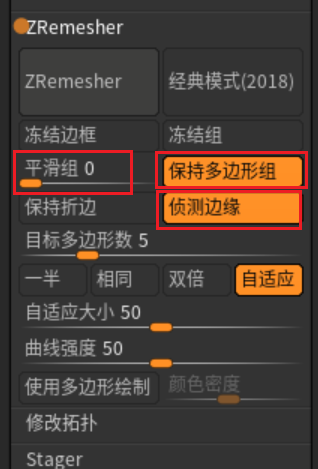 ZRemesher
ZRemesher 经典模式(2018)
冻结边框 冻结组
平滑组 0 保持多边形组
保持折边 侦测边缘
目标多边形数 5
一半 相同 双倍 自适应
自适应大小 50
曲线强度 50
使用多边形绘制 颜色密度
修改拓扑
Stager